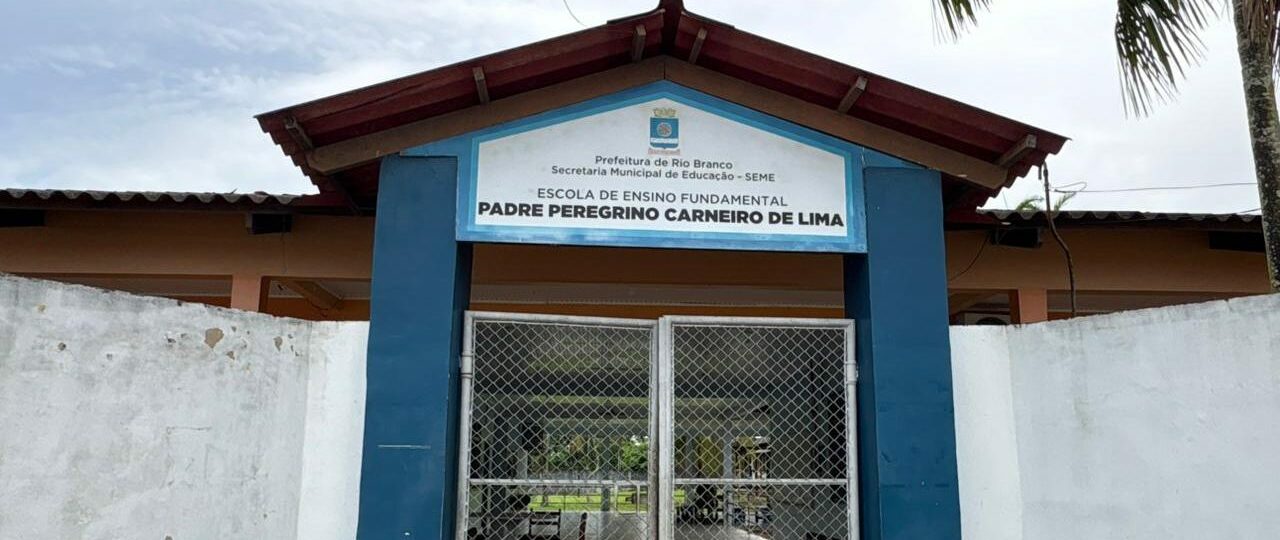 Prefeitura de Rio Branco
Secretaria Municipal de Educação - SEME
ESCOLA DE ENSINO FUNDAMENTAL
PADRE PEREGRINO CARNEIRO DE LIMA